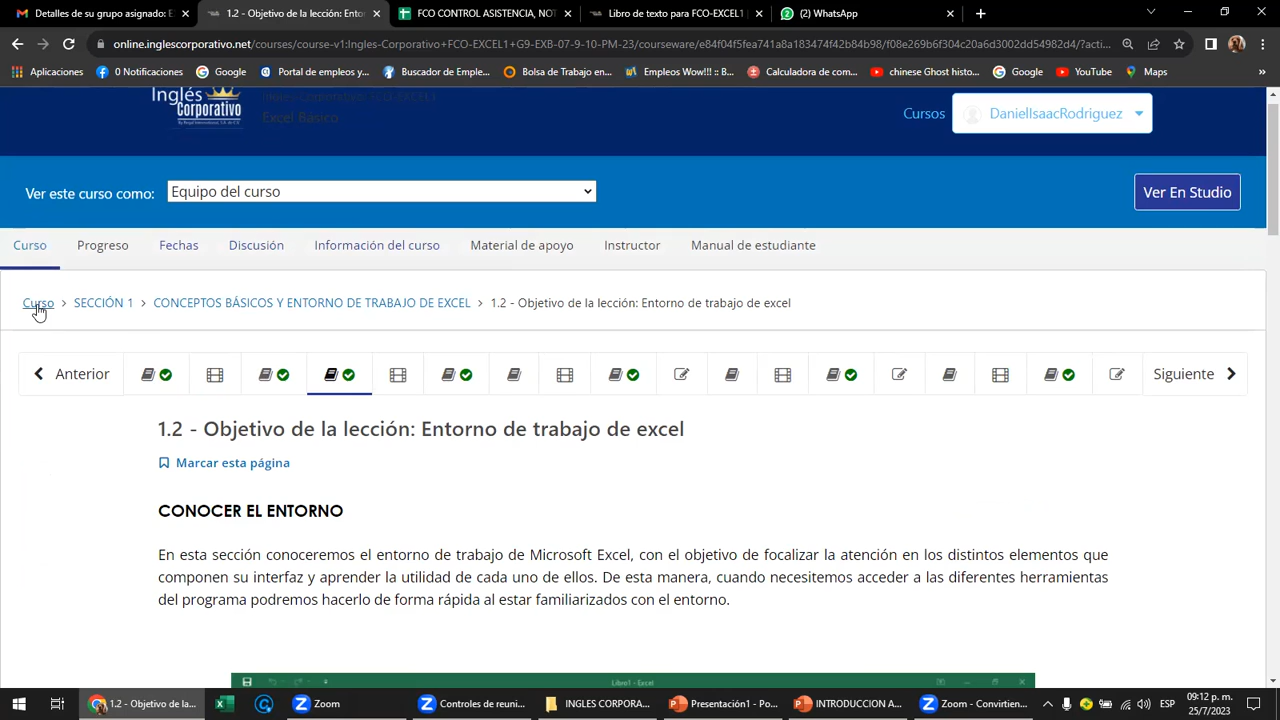 Detalles de su grupo asignado: E
1.2 - Objetivo de la lección: Ento
FCO CONTROL ASISTENCIA, NOT
Libro de texto para FCO-EXCEL1 |
(2) WhatsApp
online.inglescorporativo.net/courses/course-v1:Ingles-Corporativo+FCO-EXCEL1+G9-EXB-07-9-10-PM-23/courseware/e84f04f5fea741a8a183474f42b84b98/f08e269b6f304c20a6d3002dd54982d4/?acti...
Aplicaciones
0 Notificaciones
Google
Portal de empleos y...
Buscador de Emple...
Bolsa de Trabajo en...
Empleos Wow!!! :: B...
Calculadora de com...
chinese Ghost histo...
Google
YouTube
Maps
»
Inglés
Corporativo
Excel Básico
Cursos
DanielIsaacRodriguez
Ver este curso como:
Equipo del curso
Ver En Studio
Curso
Progreso
Fechas
Discusión
Información del curso
Material de apoyo
Instructor
Manual de estudiante
Curso > SECCIÓN 1 > CONCEPTOS BÁSICOS Y ENTORNO DE TRABAJO DE EXCEL > 1.2 - Objetivo de la lección: Entorno de trabajo de excel
Anterior
Siguiente
1.2 - Objetivo de la lección: Entorno de trabajo de excel
Marcar esta página
CONOCER EL ENTORNO
En esta sección conoceremos el entorno de trabajo de Microsoft Excel, con el objetivo de focalizar la atención en los distintos elementos que
componen su interfaz y aprender la utilidad de cada uno de ellos. De esta manera, cuando necesitemos acceder a las diferentes herramientas
del programa podremos hacerlo de forma rápida al estar familiarizados con el entorno.
Libro1 - Excel
1.2 - Objetivo de la...
Zoom
Controles de reuni...
INGLES CORPORA...
Presentación1 - Po...
INTRODUCCION A...
Zoom - Convirtien...
ESP
09:12 p. m.
25/7/2023